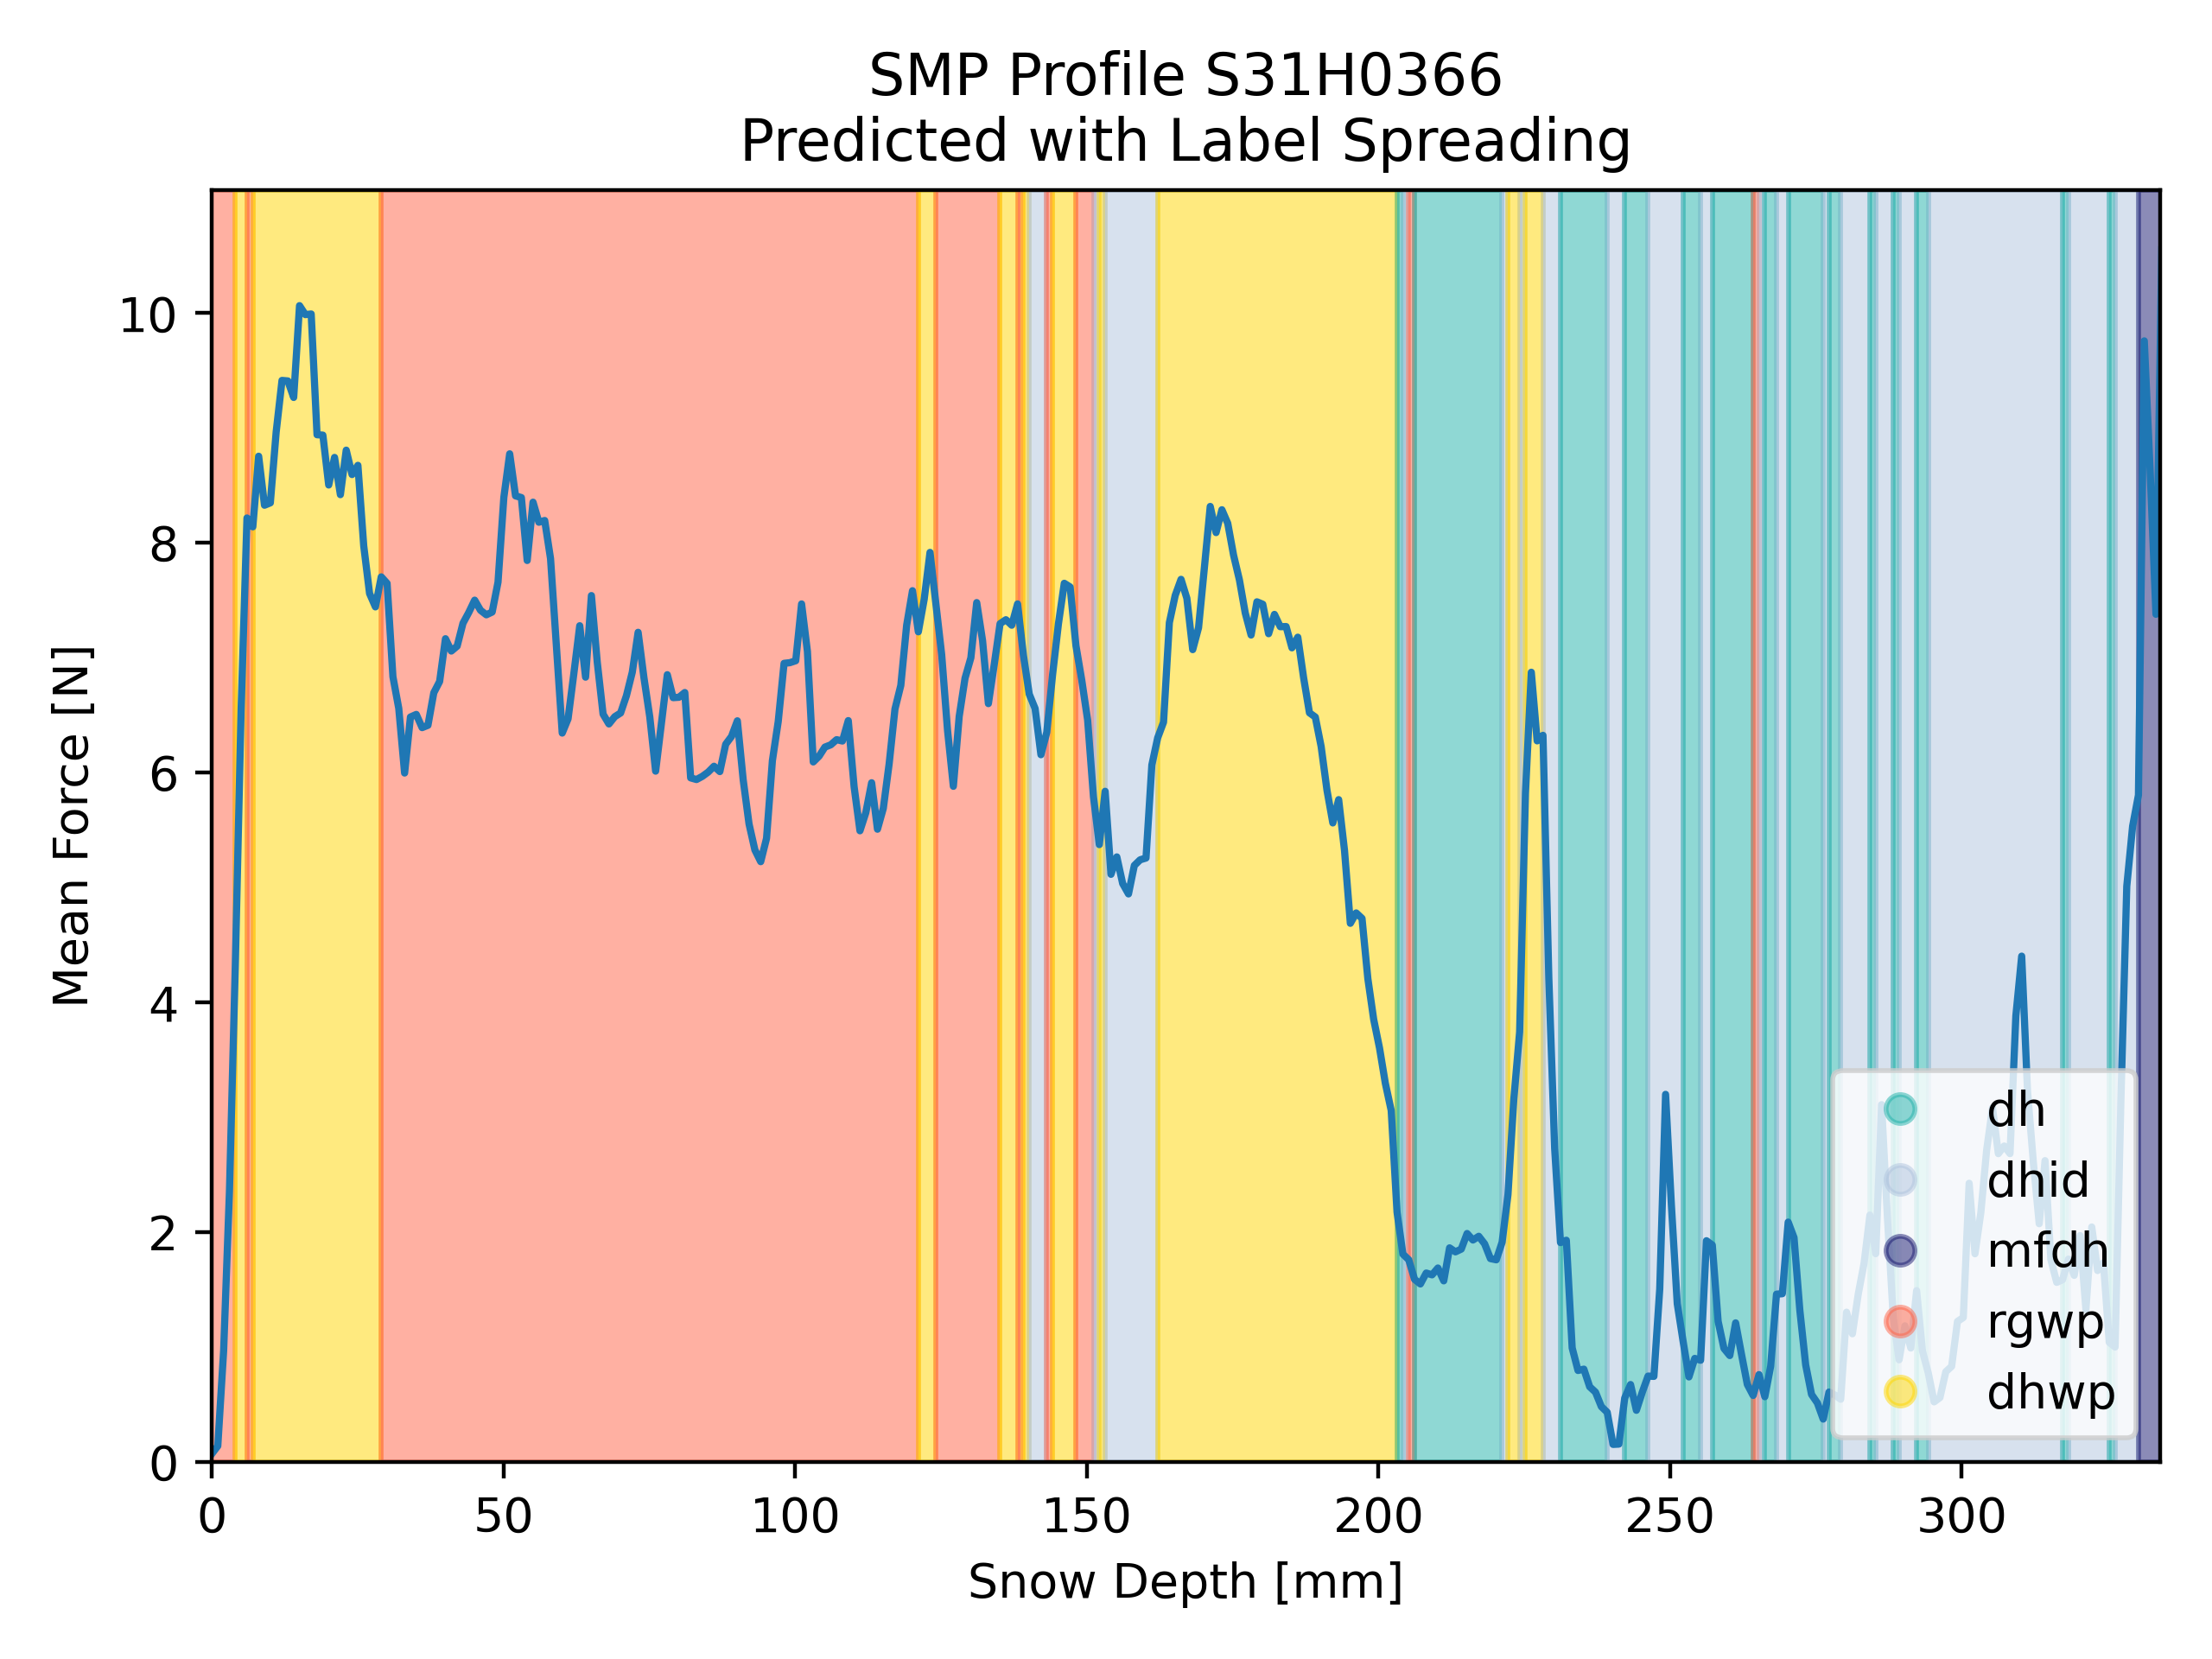 SMP Profile S31H0366
Predicted with Label Spreading
Mean Force [N]
10
8
6
4
2
0
0 50 100 150 200 250 300
Snow Depth [mm]
dh
dhid
mfdh
rgwp
dhwp